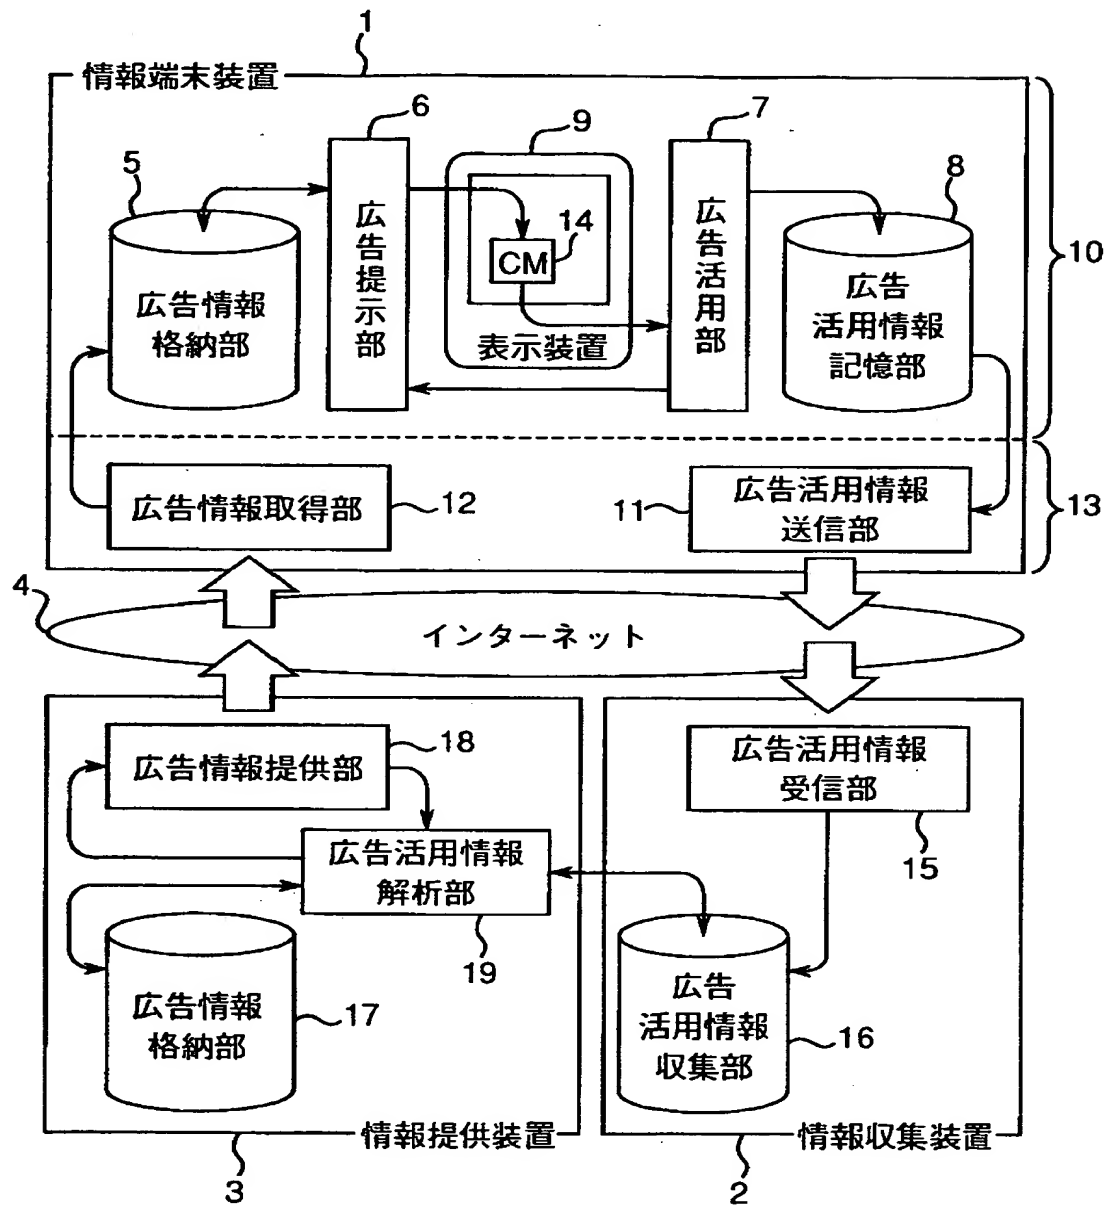 1
情報端末装置
6
9
7
5
8
広告提示部
14
CM
広告活用部
10
広告情報
格納部
表示装置
広告
活用情報
記憶部
広告情報取得部
12
11
広告活用情報
送信部
13
4
インターネット
18
広告情報提供部
広告活用情報
受信部
15
広告活用情報
解析部
19
広告情報
格納部
17
広告
活用情報
収集部
16
情報提供装置
3
情報収集装置
2